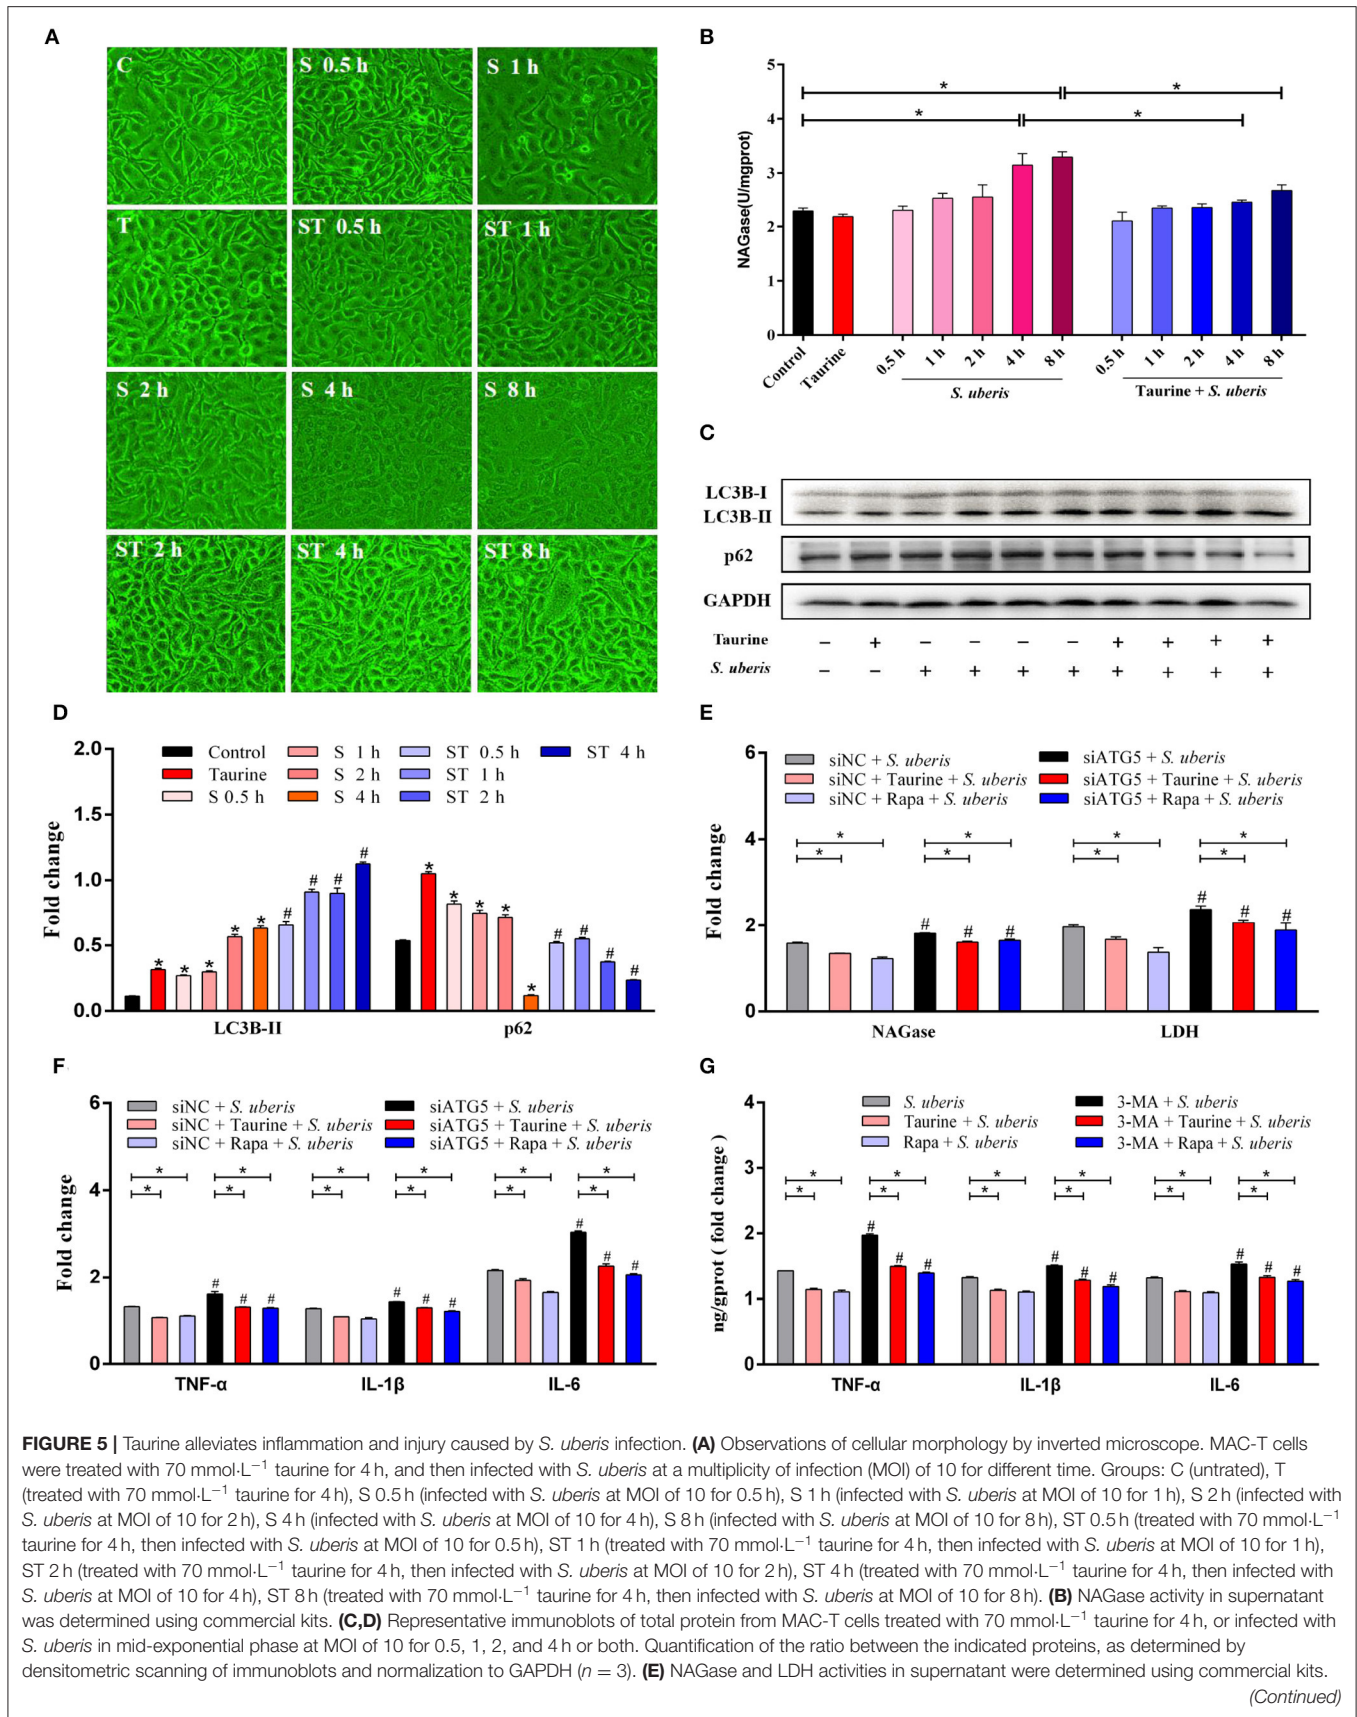 A
C
S 0.5 h
S 1 h
T
ST 0.5 h
ST 1 h
S 2 h
S 4 h
S 8 h
ST 2 h
ST 4 h
ST 8 h
B
NAGase(U/mgprot)
5
4
3
2
1
0
* *
* *
Control
Taurine
0.5 h
1 h
2 h
4 h
8 h
0.5 h
1 h
2 h
4 h
8 h
S. uberis
Taurine + S. uberis
C
LC3B-I
LC3B-II
p62
GAPDH
Taurine − + − − − − + + + +
S. uberis − − + + + + + + + +
D
Fold change
2.0
1.5
1.0
0.5
0.0
Control
Taurine
S 0.5 h
S 1 h
S 2 h
S 4 h
ST 0.5 h
ST 1 h
ST 2 h
ST 4 h
* * * * * # # # #
* * * * * # # # #
LC3B-II
p62
E
Fold change
6
4
2
0
siNC + S. uberis
siNC + Taurine + S. uberis
siNC + Rapa + S. uberis
siATG5 + S. uberis
siATG5 + Taurine + S. uberis
siATG5 + Rapa + S. uberis
* * * *
* * * *
# # # # # #
NAGase
LDH
F
Fold change
6
4
2
0
siNC + S. uberis
siNC + Taurine + S. uberis
siNC + Rapa + S. uberis
siATG5 + S. uberis
siATG5 + Taurine + S. uberis
siATG5 + Rapa + S. uberis
* * * * * *
* * * * * *
# # # # # # # # #
TNF-α
IL-1β
IL-6
G
ng/gprot ( fold change )
4
3
2
1
0
S. uberis
Taurine + S. uberis
Rapa + S. uberis
3-MA + S. uberis
3-MA + Taurine + S. uberis
3-MA + Rapa + S. uberis
* * * * * *
* * * * * *
# # # # # # # # #
TNF-α
IL-1β
IL-6
FIGURE 5 | Taurine alleviates inflammation and injury caused by S. uberis infection. (A) Observations of cellular morphology by inverted microscope. MAC-T cells
were treated with 70 mmol·L⁻¹ taurine for 4 h, and then infected with S. uberis at a multiplicity of infection (MOI) of 10 for different time. Groups: C (untrated), T
(treated with 70 mmol·L⁻¹ taurine for 4 h), S 0.5 h (infected with S. uberis at MOI of 10 for 0.5 h), S 1 h (infected with S. uberis at MOI of 10 for 1 h), S 2 h (infected with
S. uberis at MOI of 10 for 2 h), S 4 h (infected with S. uberis at MOI of 10 for 4 h), S 8 h (infected with S. uberis at MOI of 10 for 8 h), ST 0.5 h (treated with 70 mmol·L⁻¹
taurine for 4 h, then infected with S. uberis at MOI of 10 for 0.5 h), ST 1 h (treated with 70 mmol·L⁻¹ taurine for 4 h, then infected with S. uberis at MOI of 10 for 1 h),
ST 2 h (treated with 70 mmol·L⁻¹ taurine for 4 h, then infected with S. uberis at MOI of 10 for 2 h), ST 4 h (treated with 70 mmol·L⁻¹ taurine for 4 h, then infected with
S. uberis at MOI of 10 for 4 h), ST 8 h (treated with 70 mmol·L⁻¹ taurine for 4 h, then infected with S. uberis at MOI of 10 for 8 h). (B) NAGase activity in supernatant
was determined using commercial kits. (C,D) Representative immunoblots of total protein from MAC-T cells treated with 70 mmol·L⁻¹ taurine for 4 h, or infected with
S. uberis in mid-exponential phase at MOI of 10 for 0.5, 1, 2, and 4 h or both. Quantification of the ratio between the indicated proteins, as determined by
densitometric scanning of immunoblots and normalization to GAPDH (n = 3). (E) NAGase and LDH activities in supernatant were determined using commercial kits.
(Continued)